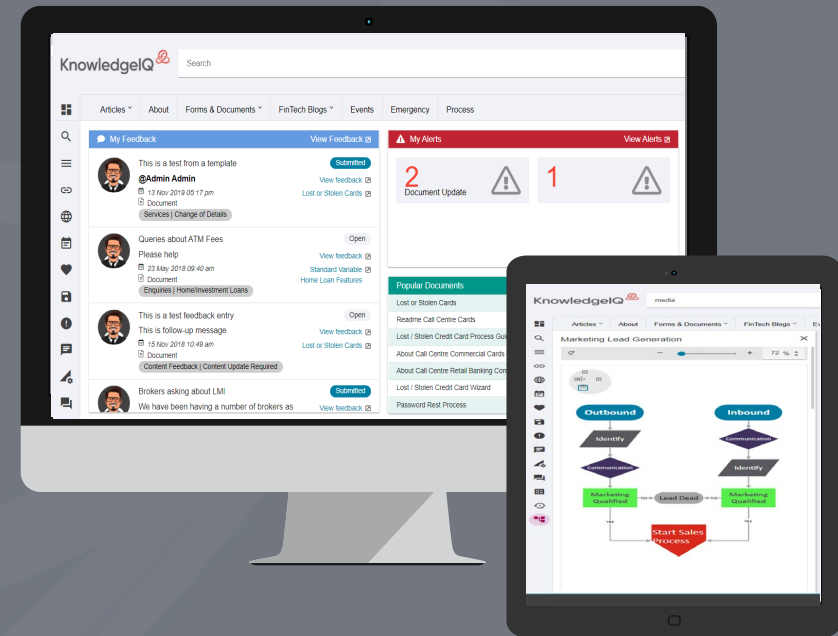 KnowledgeIQ
Search
Articles
About
Forms & Documents
FinTech Blogs
Events
Emergency
Process
My Feedback
View Feedback
This is a test from a template
Submitted
@Admin Admin
View feedback
13 Nov 2019 05:17 pm
Lost or Stolen Cards
Document
Services | Change of Details
Queries about ATM Fees
Open
Please help
View feedback
23 May 2018 09:40 am
Standard Variable
Document
Home Loan Features
Enquiries | Home/Investment Loans
This is a test feedback entry
Open
This is follow-up message
View feedback
15 Nov 2018 10:49 am
Lost or Stolen Cards
Document
Content Feedback | Content Update Required
Brokers asking about LMI
Submitted
We have been having a number of brokers as
View feedback
My Alerts
View Alerts
2
Document Update
1
Popular Documents
Lost or Stolen Cards
Readme Call Centre Cards
Lost / Stolen Credit Card Process Gui
About Call Centre Commercial Cards
About Call Centre Retail Banking Con
Lost / Stolen Credit Card Wizard
Password Rest Process
KnowledgeIQ
media
Articles
About
Forms & Documents
FinTech Blogs
Ev
Marketing Lead Generation
72 %
Outbound
Inbound
Identify
Communication
Communication
Identify
Marketing
Qualified
Lead Dead
Marketing
Qualified
YES
YES
Start Sales
Process